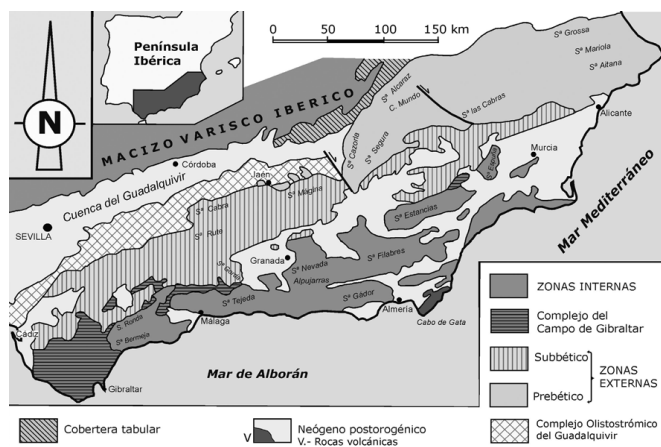 Península
Ibérica
0 50 100 150 km
N
MACIZO VARISCO IBERICO
Sª Grossa
Sª Mariola
Sª Aitana
Sª Alcaraz
C. Mundo
Sª las Cabras
Alicante
Sª Cazorla
Sª Segura
Córdoba
Murcia
Sª Espuña
Jaén
Sª Mágina
Cuenca del Guadalquivir
Sª Cabra
SEVILLA
Sª Rute
Sª Estancias
Mar Mediterráneo
Granada
Sª Gorda
Sª Filabres
Sª Nevada
Alpujarras
Sª Tejeda
Sª Gádor
Almería
Cabo de Gata
Cádiz
S. Ronda
Málaga
Sª Bermeja
Gibraltar
Mar de Alborán
ZONAS INTERNAS
Complejo del
Campo de Gibraltar
Subbético
ZONAS
EXTERNAS
Prebético
Complejo Olistostrómico
del Guadalquivir
Cobertera tabular
Neógeno postorogénico
V
V.- Rocas volcánicas